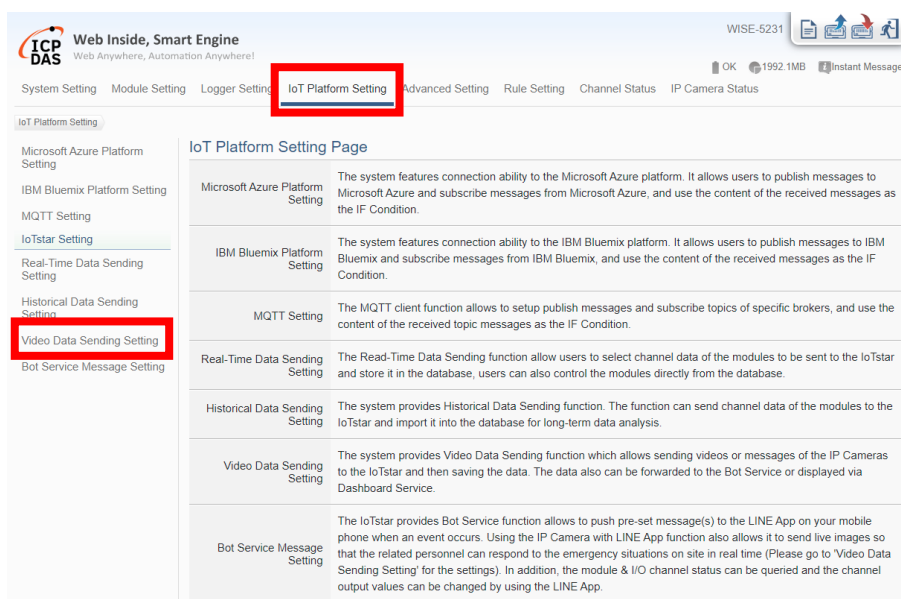 WISE-5231
ICP
DAS
Web Inside, Smart Engine
Web Anywhere, Automation Anywhere!
OK 1992.1MB Instant Message
System Setting Module Setting Logger Setting IoT Platform Setting Advanced Setting Rule Setting Channel Status IP Camera Status
IoT Platform Setting
Microsoft Azure Platform
Setting
IBM Bluemix Platform Setting
MQTT Setting
IoTstar Setting
Real-Time Data Sending
Setting
Historical Data Sending
Setting
Video Data Sending Setting
Bot Service Message Setting
IoT Platform Setting Page
Microsoft Azure Platform
Setting
The system features connection ability to the Microsoft Azure platform. It allows users to publish messages to
Microsoft Azure and subscribe messages from Microsoft Azure, and use the content of the received messages as
the IF Condition.
IBM Bluemix Platform
Setting
The system features connection ability to the IBM Bluemix platform. It allows users to publish messages to IBM
Bluemix and subscribe messages from IBM Bluemix, and use the content of the received messages as the IF
Condition.
MQTT Setting
The MQTT client function allows to setup publish messages and subscribe topics of specific brokers, and use the
content of the received topic messages as the IF Condition.
Real-Time Data Sending
Setting
The Read-Time Data Sending function allow users to select channel data of the modules to be sent to the IoTstar
and store it in the database, users can also control the modules directly from the database.
Historical Data Sending
Setting
The system provides Historical Data Sending function. The function can send channel data of the modules to the
IoTstar and import it into the database for long-term data analysis.
Video Data Sending
Setting
The system provides Video Data Sending function which allows sending videos or messages of the IP Cameras
to the IoTstar and then saving the data. The data also can be forwarded to the Bot Service or displayed via
Dashboard Service.
Bot Service Message
Setting
The IoTstar provides Bot Service function allows to push pre-set message(s) to the LINE App on your mobile
phone when an event occurs. Using the IP Camera with LINE App function also allows it to send live images so
that the related personnel can respond to the emergency situations on site in real time (Please go to 'Video Data
Sending Setting' for the settings). In addition, the module & I/O channel status can be queried and the channel
output values can be changed by using the LINE App.